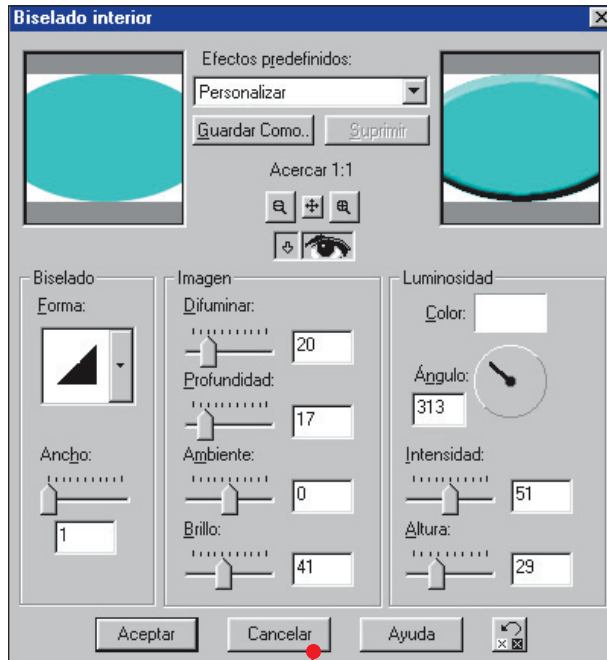 Biselado interior
Efectos predefinidos:
Personalizar
Guardar Como..
Suprimir
Acercar 1:1
Biselado
Forma:
Ancho:
1
Imagen
Difuminar:
20
Profundidad:
17
Ambiente:
0
Brillo:
41
Luminosidad
Color:
Ángulo:
313
Intensidad:
51
Altura:
29
Aceptar
Cancelar
Ayuda